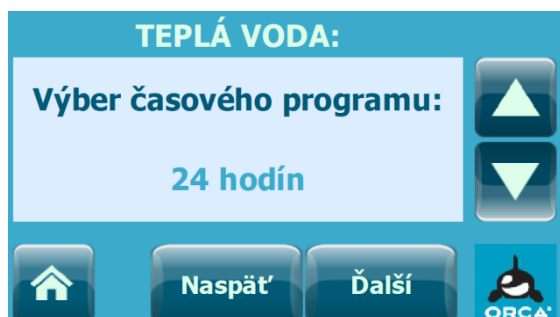 TEPLÁ VODA:
Výber časového programu:
24 hodín
Naspäť
Ďalší
ORCA